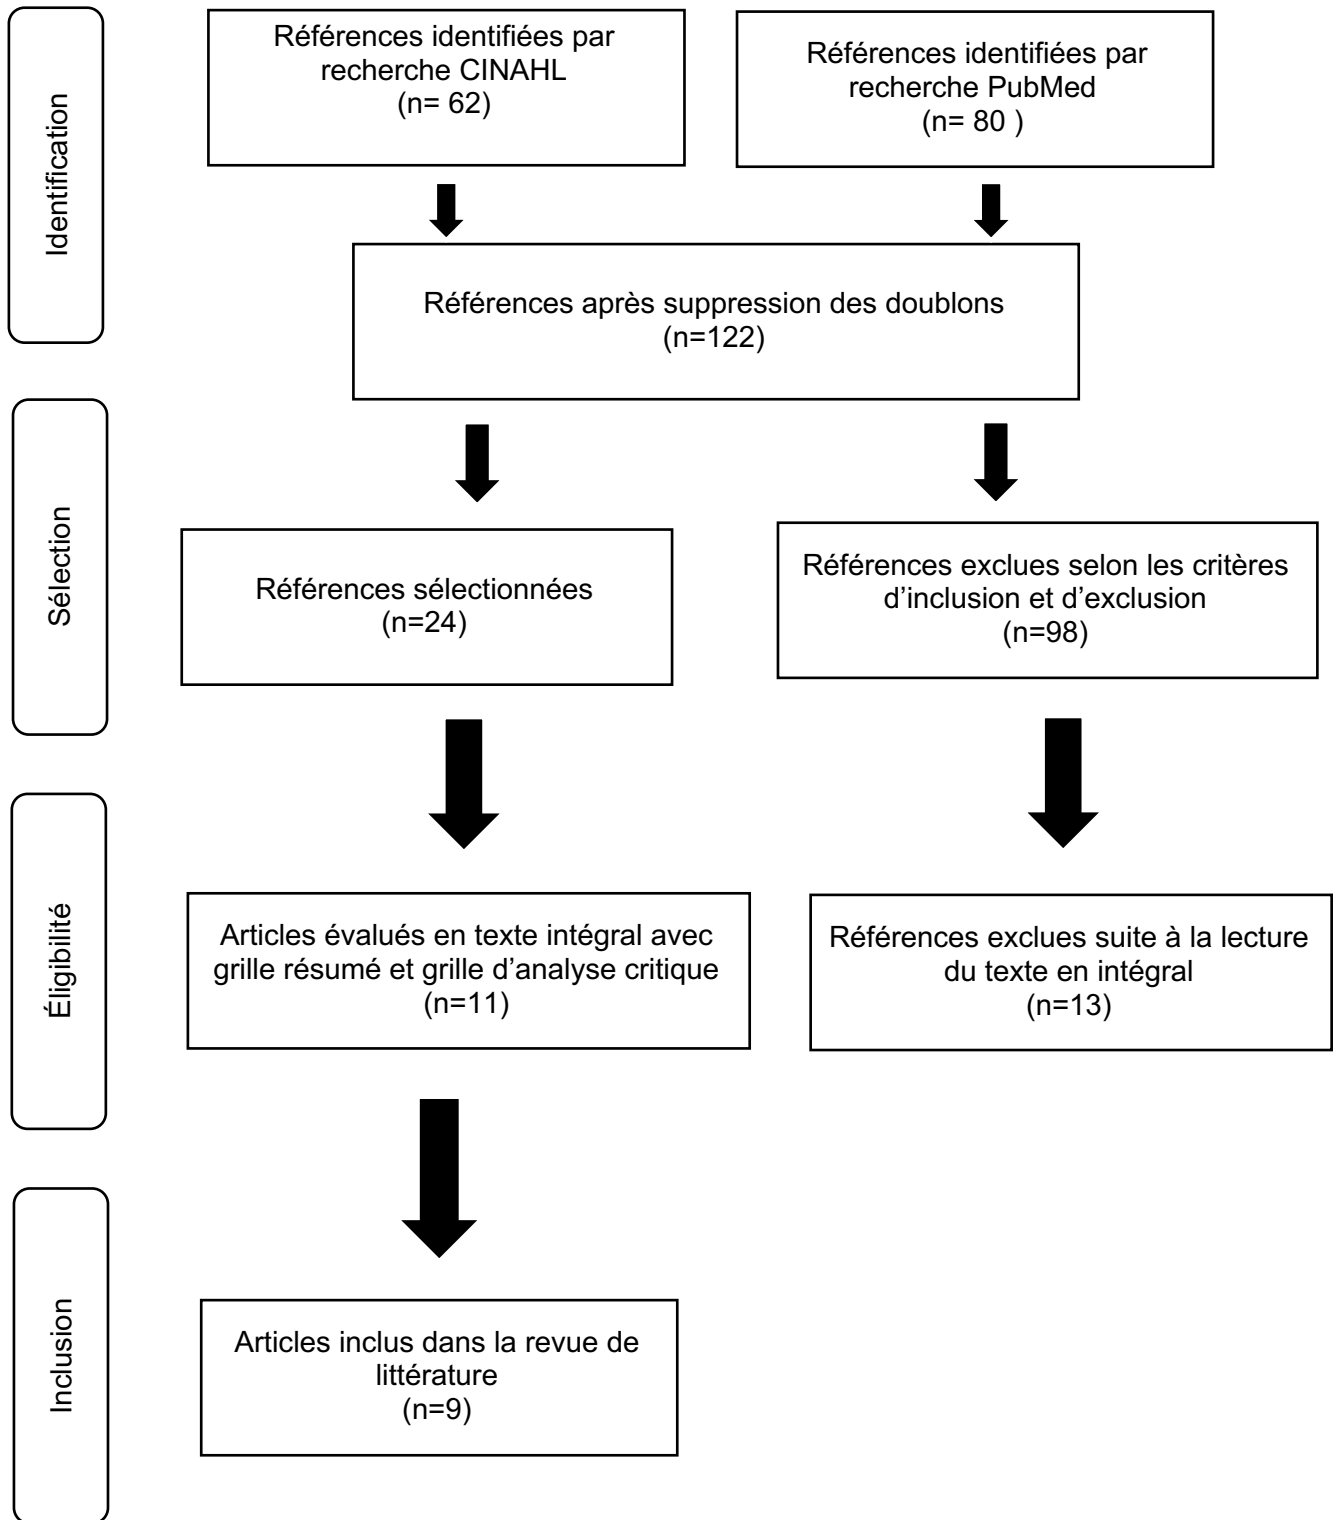 Identification
Références identifiées par
recherche CINAHL
(n= 62)
Références identifiées par
recherche PubMed
(n= 80 )
Références après suppression des doublons
(n=122)
Sélection
Références sélectionnées
(n=24)
Références exclues selon les critères
d’inclusion et d’exclusion
(n=98)
Éligibilité
Articles évalués en texte intégral avec
grille résumé et grille d’analyse critique
(n=11)
Références exclues suite à la lecture
du texte en intégral
(n=13)
Inclusion
Articles inclus dans la revue de
littérature
(n=9)